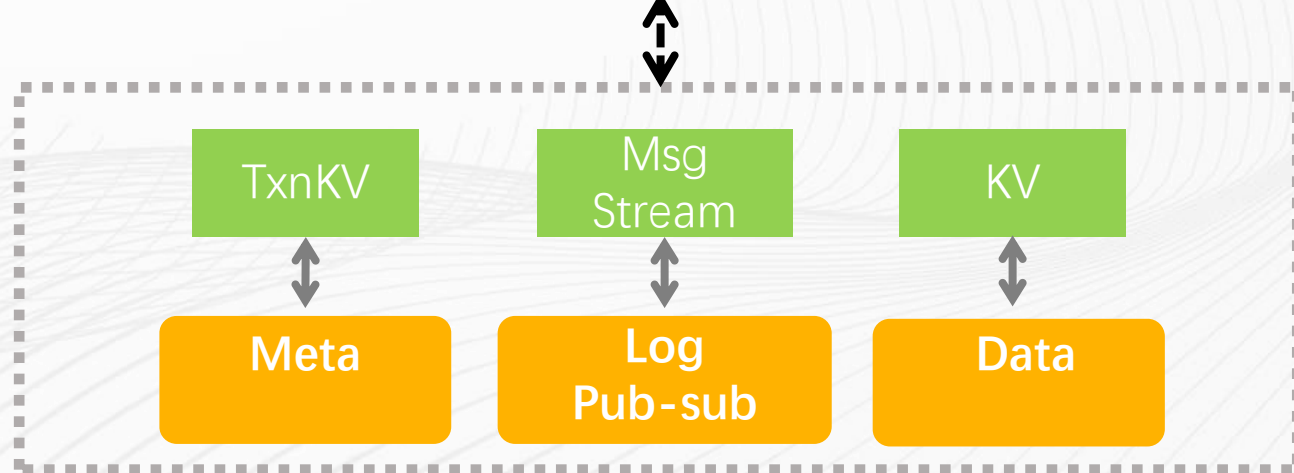 TxnKV
Msg
Stream
KV
Meta
Log
Pub-sub
Data